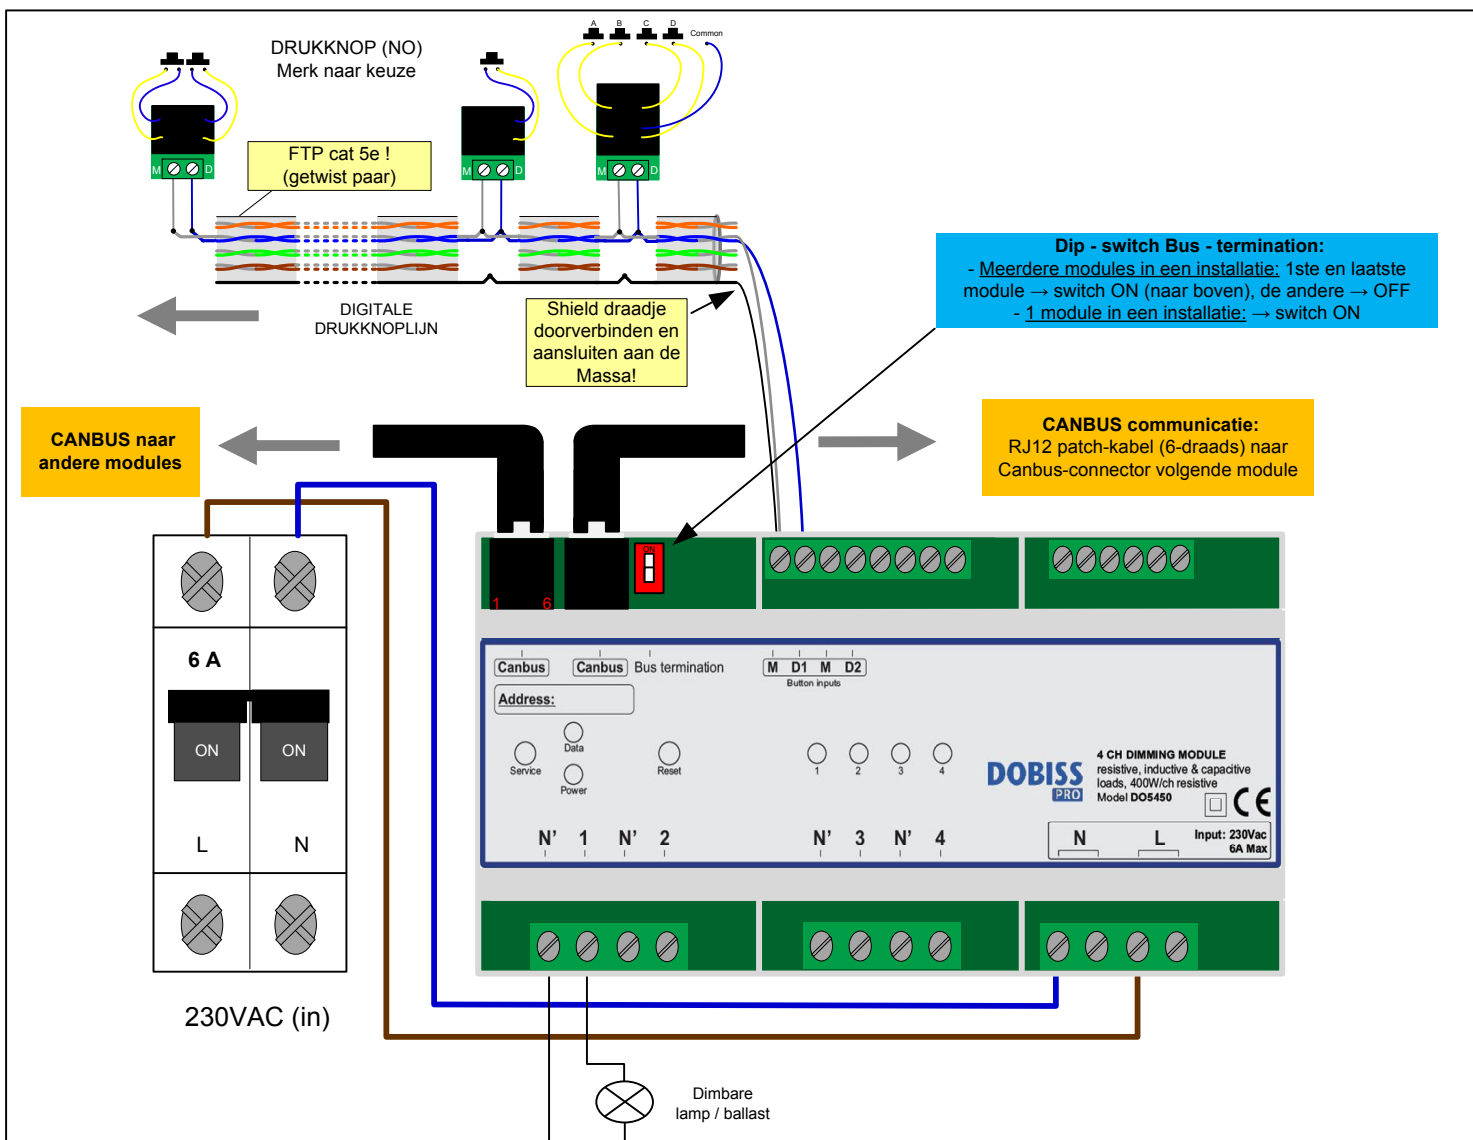 A B C D Common
DRUKKNOP (NO)
Merk naar keuze
M D
M D
M D
FTP cat 5e !
(getwist paar)
DIGITALE
DRUKKNOPLIJN
Shield draadje
doorverbinden en
aansluiten aan de
Massa!
Dip - switch Bus - termination:
- Meerdere modules in een installatie: 1ste en laatste
module → switch ON (naar boven), de andere → OFF
- 1 module in een installatie: → switch ON
CANBUS naar
andere modules
CANBUS communicatie:
RJ12 patch-kabel (6-draads) naar
Canbus-connector volgende module
ON
1 6
6 A
ON ON
L N
230VAC (in)
Canbus Canbus Bus termination
M D1 M D2
Button inputs
Address:
Data
Service Reset
Power
1 2 3 4
DOBISS
PRO
4 CH DIMMING MODULE
resistive, inductive & capacitive
loads, 400W/ch resistive
Model DO5450
CE
N' 1 N' 2
N' 3 N' 4
N L
Input: 230Vac
6A Max
Dimbare
lamp / ballast